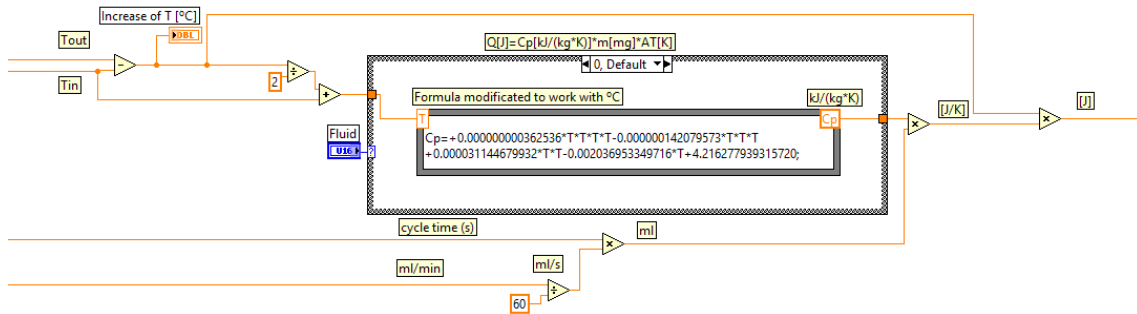 Increase of T [ºC]
DBL
Tout
Tin
−
÷
2
+
Q[J]=Cp[kJ/(kg*K)]*m[mg]*AT[K]
0, Default
Formula modificated to work with ºC
kJ/(kg*K)
T
Cp
Cp=+0.000000000362536*T*T*T*T-0.000000142079573*T*T*T
+0.000031144679932*T*T-0.002036953349716*T+4.216277939315720;
Fluid
U16
?
[J/K]
×
[J]
×
cycle time (s)
×
ml
ml/min
ml/s
÷
60